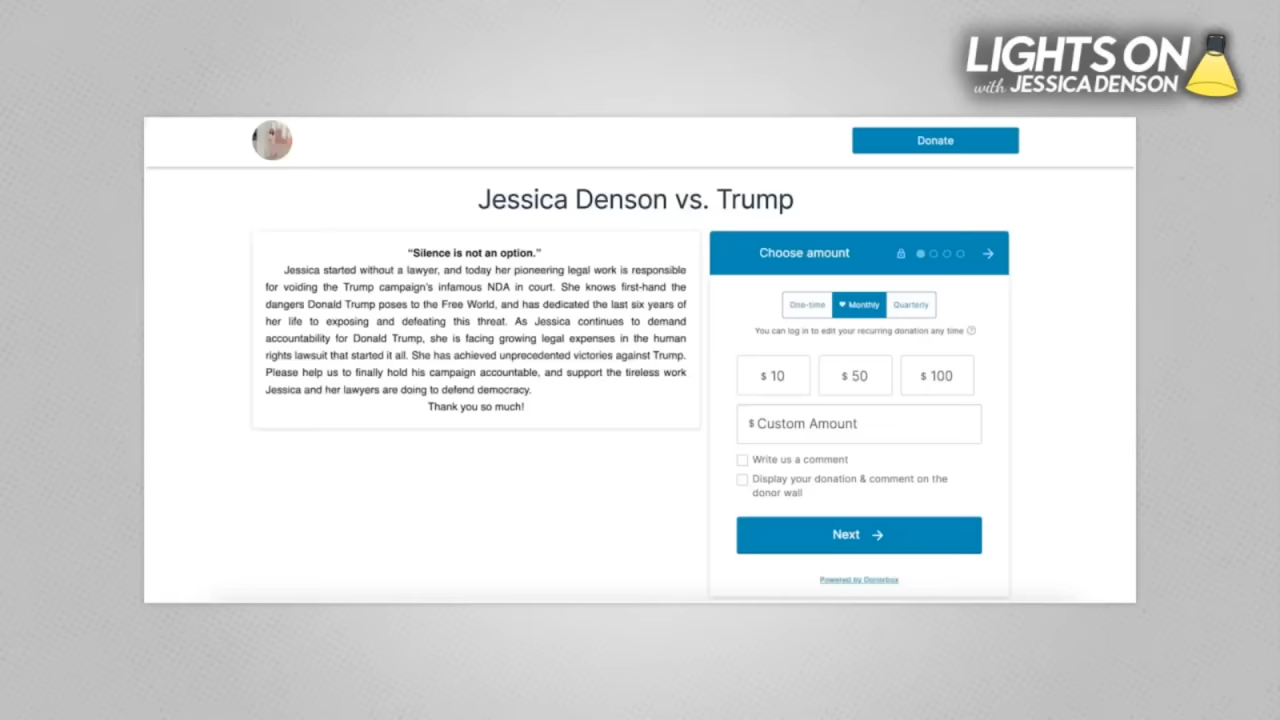 LIGHTS ON
with JESSICA DENSON
Donate
Jessica Denson vs. Trump
“Silence is not an option.”
Jessica started without a lawyer, and today her pioneering legal work is responsible
for voiding the Trump campaign's infamous NDA in court. She knows first-hand the
dangers Donald Trump poses to the Free World, and has dedicated the last six years of
her life to exposing and defeating this threat. As Jessica continues to demand
accountability for Donald Trump, she is facing growing legal expenses in the human
rights lawsuit that started it all. She has achieved unprecedented victories against Trump.
Please help us to finally hold his campaign accountable, and support the tireless work
Jessica and her lawyers are doing to defend democracy.
Thank you so much!
Choose amount
One-time Monthly Quarterly
You can log in to edit your recurring donation any time ?
$ 10 $ 50 $ 100
$ Custom Amount
Write us a comment
Display your donation & comment on the
donor wall
Next
Powered by Donorbox